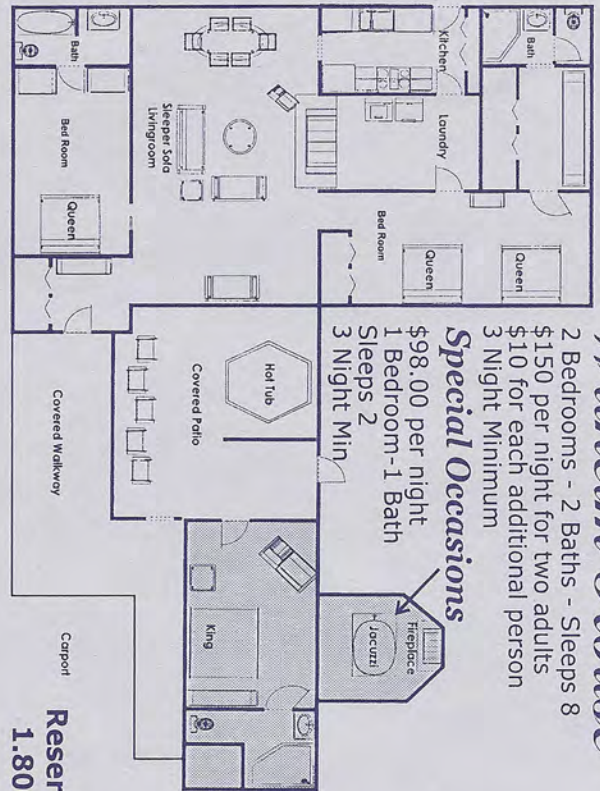 2 Bedrooms - 2 Baths - Sleeps 8
$150 per night for two adults
$10 for each additional person
3 Night Minimum
Special Occasions
$98.00 per night
1 Bedroom-1 Bath
Sleeps 2
3 Night Min
Bath
Kitchen
Laundry
Bed Room
Queen
Queen
Sleeper Sofa
Livingroom
Bath
Bed Room
Queen
Hot Tub
Covered Patio
Covered Walkway
Fireplace
Jacuzzi
King
Carport
Reser
1.80